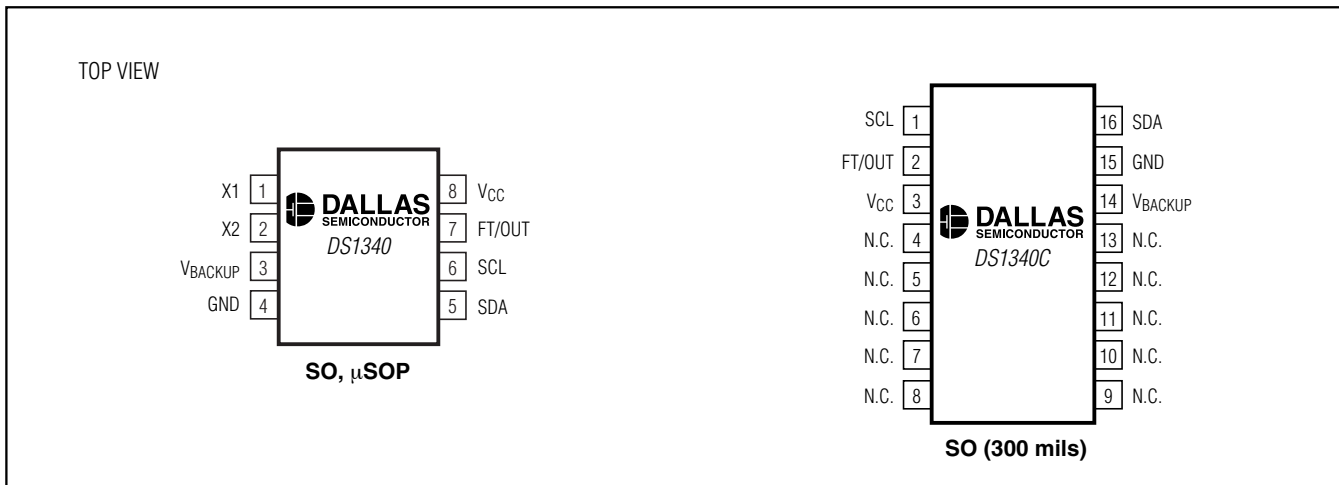 TOP VIEW
X1 1
X2 2
VBACKUP 3
GND 4
8 VCC
7 FT/OUT
6 SCL
5 SDA
DALLAS
SEMICONDUCTOR
DS1340
SO, μSOP
SCL 1
FT/OUT 2
VCC 3
N.C. 4
N.C. 5
N.C. 6
N.C. 7
N.C. 8
16 SDA
15 GND
14 VBACKUP
13 N.C.
12 N.C.
11 N.C.
10 N.C.
9 N.C.
DALLAS
SEMICONDUCTOR
DS1340C
SO (300 mils)